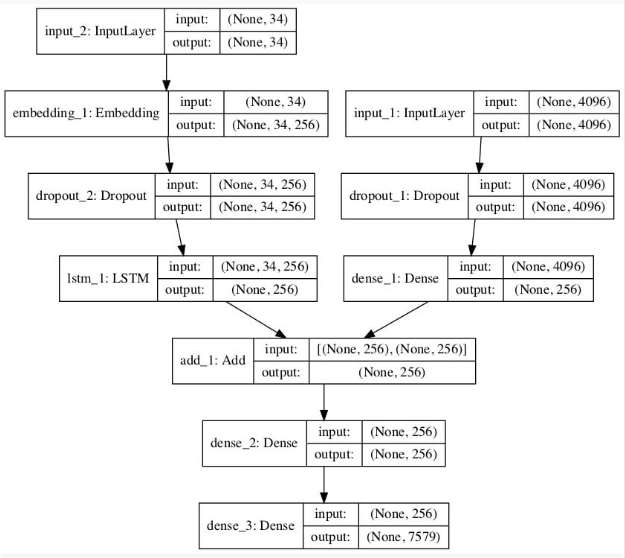 input_2: InputLayer input: (None, 34)
output: (None, 34)
embedding_1: Embedding input: (None, 34)
output: (None, 34, 256)
input_1: InputLayer input: (None, 4096)
output: (None, 4096)
dropout_2: Dropout input: (None, 34, 256)
output: (None, 34, 256)
dropout_1: Dropout input: (None, 4096)
output: (None, 4096)
lstm_1: LSTM input: (None, 34, 256)
output: (None, 256)
dense_1: Dense input: (None, 4096)
output: (None, 256)
add_1: Add input: [(None, 256), (None, 256)]
output: (None, 256)
dense_2: Dense input: (None, 256)
output: (None, 256)
dense_3: Dense input: (None, 256)
output: (None, 7579)